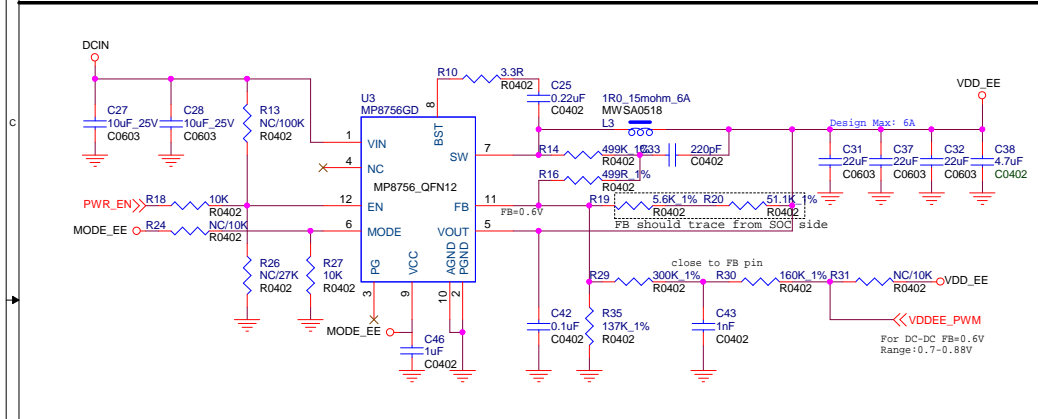 DCIN
C
C27
10uF_25V
C0603
C28
10uF_25V
C0603
R13
NC/100K
R0402
U3
MP8756GD
R10
3.3R
R0402
C25
0.22uF
C0402
1R0_15mohm_6A
MWSA0518
L3
VDD_EE
Design Max: 6A
8
BST
1
VIN
4
NC
SW
7
R14
499K_1%
R0402
C33
220pF
C0402
C31
22uF
C0603
C37
22uF
C0603
C32
22uF
C0603
C38
4.7uF
C0402
MP8756_QFN12
R16
499R_1%
R0402
PWR_EN
R18
10K
R0402
12
EN
FB
11
FB=0.6V
R19
5.6K_1%
R0402
R20
51.1K_1%
R0402
FB should trace from SOC side
MODE_EE
R24
NC/10K
R0402
6
MODE
VOUT
5
PG
VCC
AGND
PGND
3
9
10
2
R26
NC/27K
R0402
R27
10K
R0402
close to FB pin
R29
300K_1%
R0402
R30
160K_1%
R0402
R31
NC/10K
R0402
VDD_EE
MODE_EE
C46
1uF
C0402
C42
0.1uF
C0402
R35
137K_1%
R0402
C43
1nF
C0402
VDDEE_PWM
For DC-DC FB=0.6V
Range:0.7-0.88V